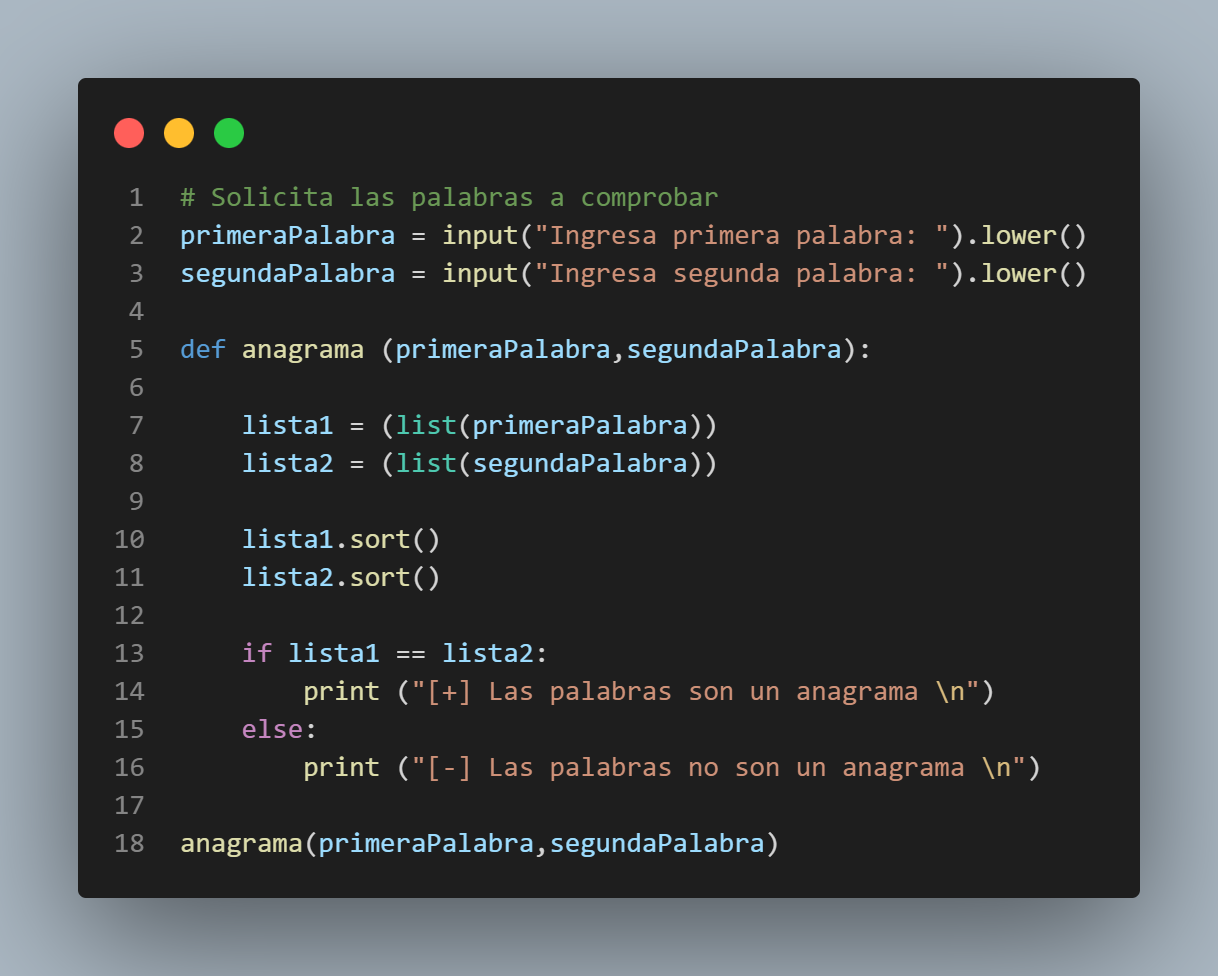 1 # Solicita las palabras a comprobar
2 primeraPalabra = input("Ingresa primera palabra: ").lower()
3 segundaPalabra = input("Ingresa segunda palabra: ").lower()
4
5 def anagrama (primeraPalabra,segundaPalabra):
6
7     lista1 = (list(primeraPalabra))
8     lista2 = (list(segundaPalabra))
9
10     lista1.sort()
11     lista2.sort()
12
13     if lista1 == lista2:
14         print ("[+] Las palabras son un anagrama \n")
15     else:
16         print ("[-] Las palabras no son un anagrama \n")
17
18 anagrama(primeraPalabra,segundaPalabra)